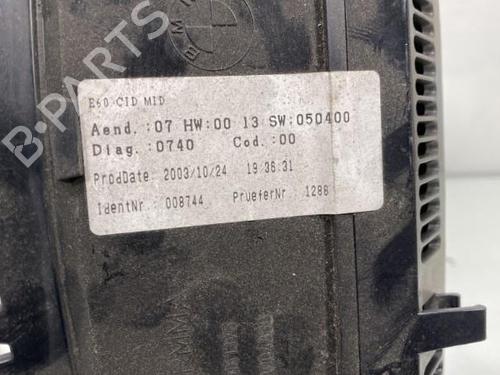 BMW
E60 CID MID
Aend. :07 HW:00 13 SW:050400
Diag.:0740 Cod.:00
ProdDate: 2003/10/24 19:36:31
IdentNr.: 008744 PrueferNr.: 1288
B-PARTS